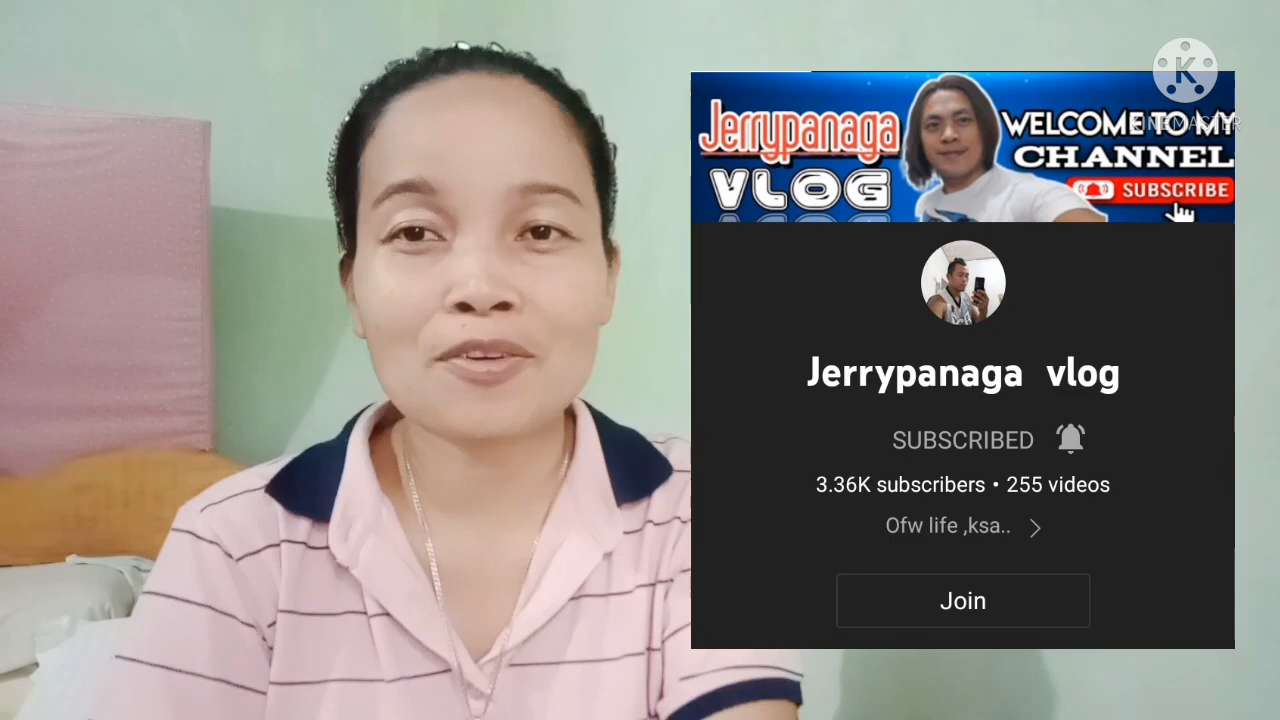 Jerrypanaga
VLOG
WELCOME TO MY
CHANNEL
SUBSCRIBE
K
KINEMASTER
Jerrypanaga vlog
SUBSCRIBED
3.36K subscribers • 255 videos
Ofw life ,ksa..
Join